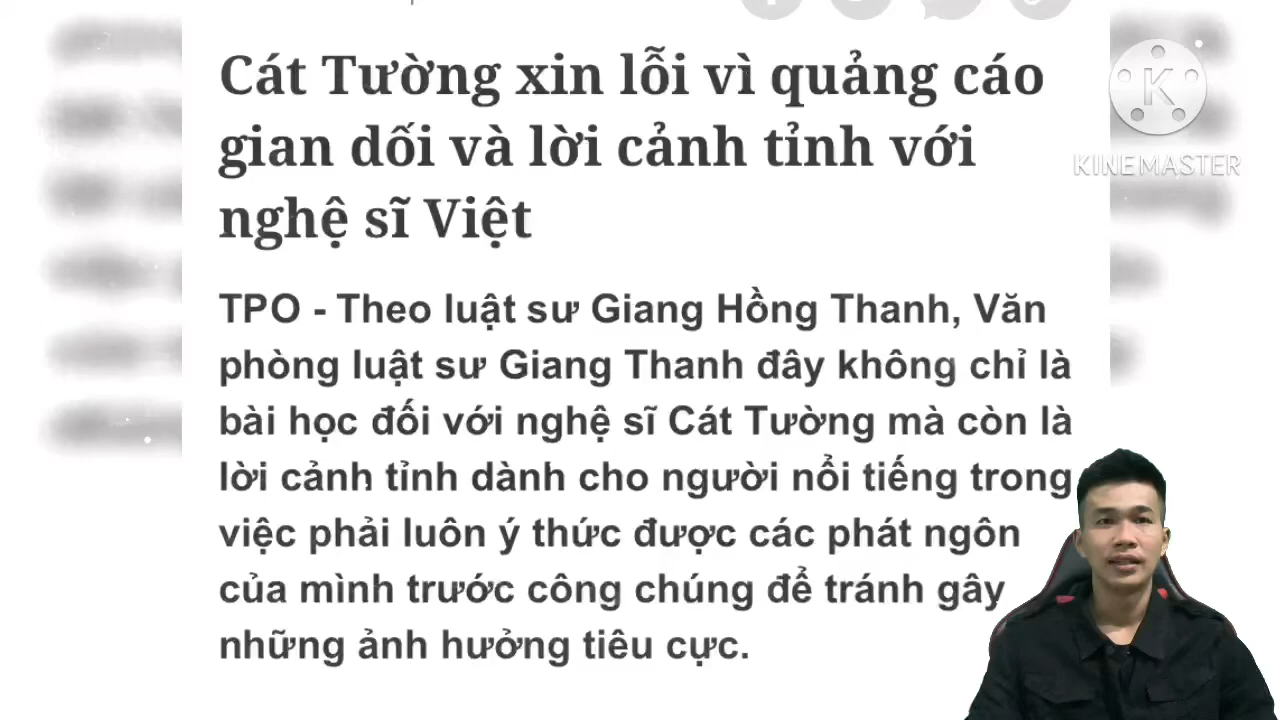 Cát Tường xin lỗi vì quảng cáo
gian dối và lời cảnh tỉnh với
nghệ sĩ Việt
TPO - Theo luật sư Giang Hồng Thanh, Văn
phòng luật sư Giang Thanh đây không chỉ là
bài học đối với nghệ sĩ Cát Tường mà còn là
lời cảnh tỉnh dành cho người nổi tiếng trong
việc phải luôn ý thức được các phát ngôn
của mình trước công chúng để tránh gây
những ảnh hưởng tiêu cực.
K
KINEMASTER